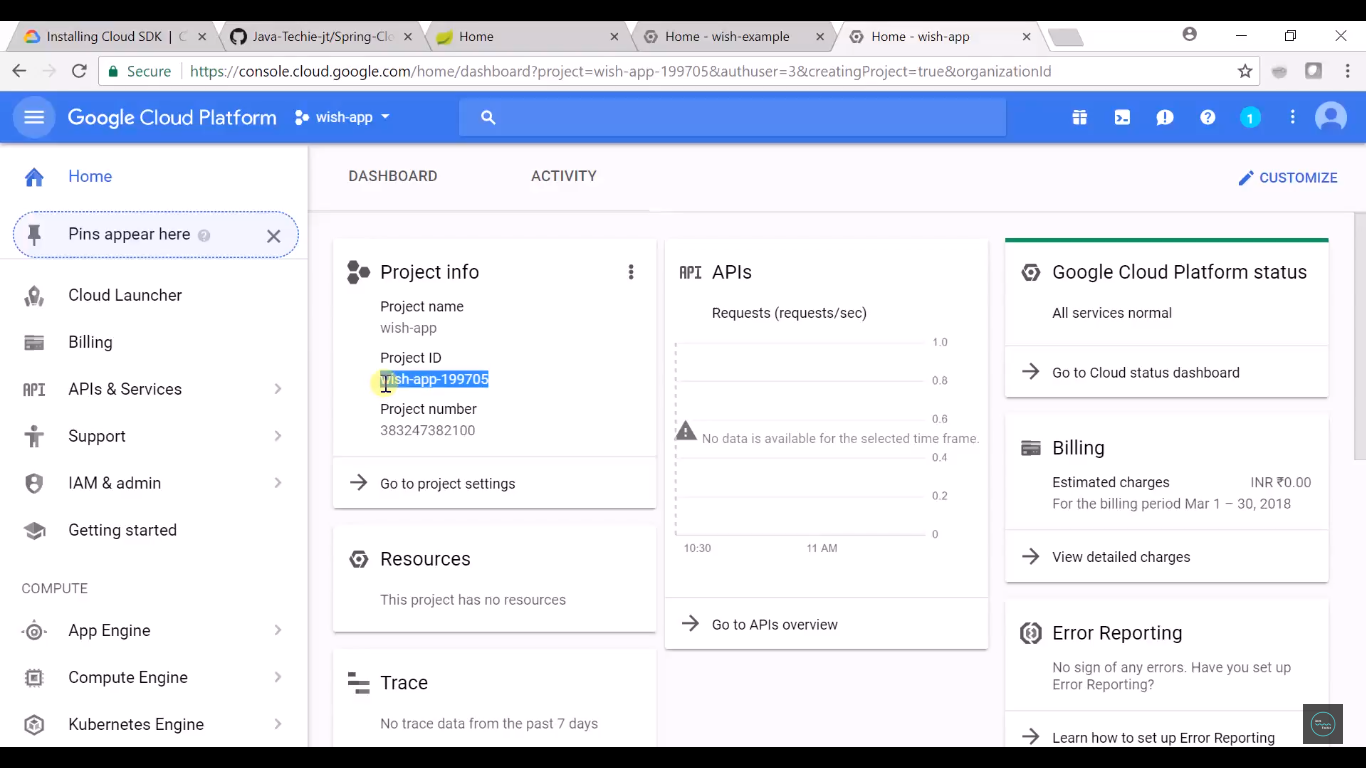 Installing Cloud SDK | C
Java-Techie-jt/Spring-Cl
Home
Home - wish-example
Home - wish-app
Secure
https://console.cloud.google.com/home/dashboard?project=wish-app-199705&authuser=3&creatingProject=true&organizationId
Google Cloud Platform
wish-app
1
Home
Pins appear here
Cloud Launcher
Billing
API
APIs & Services
Support
IAM & admin
Getting started
COMPUTE
App Engine
Compute Engine
Kubernetes Engine
DASHBOARD
ACTIVITY
CUSTOMIZE
Project info
Project name
wish-app
Project ID
wish-app-199705
Project number
383247382100
Go to project settings
Resources
This project has no resources
Trace
No trace data from the past 7 days
API
APIs
Requests (requests/sec)
1.0
0.8
0.6
No data is available for the selected time frame.
0.4
0.2
0
10:30
11 AM
Go to APIs overview
Google Cloud Platform status
All services normal
Go to Cloud status dashboard
Billing
Estimated charges
INR ₹0.00
For the billing period Mar 1 – 30, 2018
View detailed charges
Error Reporting
No sign of any errors. Have you set up
Error Reporting?
Learn how to set up Error Reporting